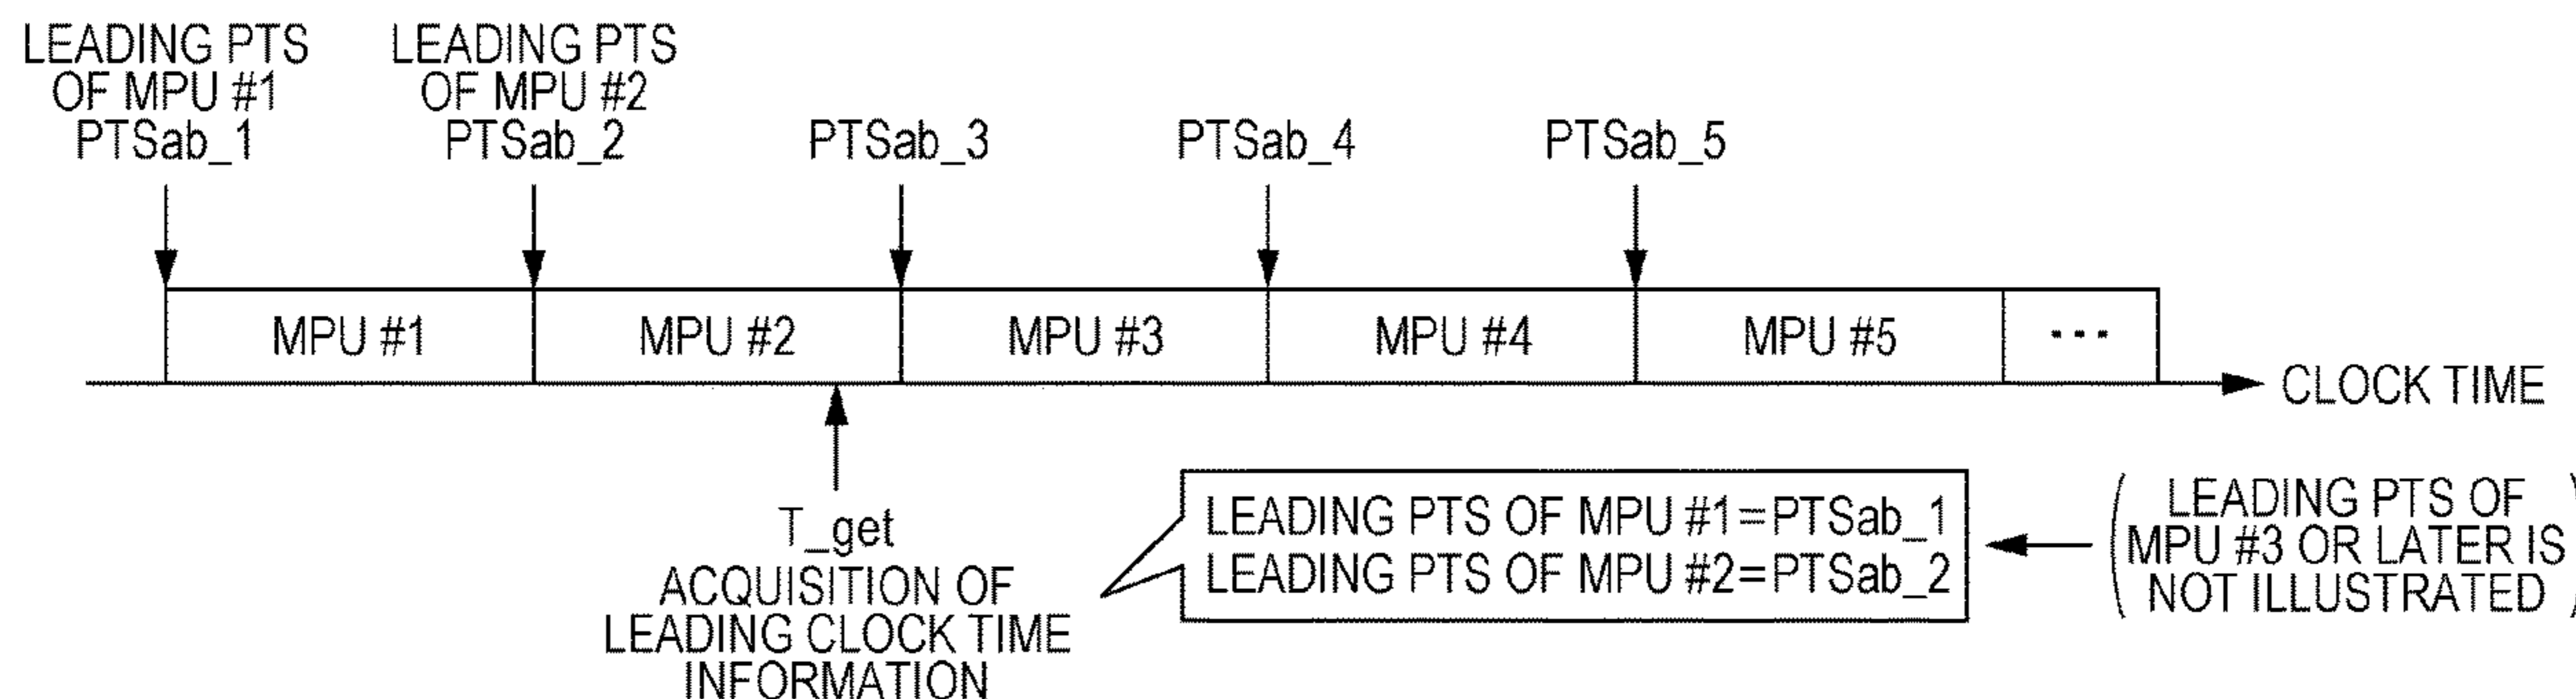 LEADING PTS
OF MPU #1
PTSab_1
LEADING PTS
OF MPU #2
PTSab_2
PTSab_3
PTSab_4
PTSab_5
MPU #1
MPU #2
MPU #3
MPU #4
MPU #5
...
CLOCK TIME
T_get
ACQUISITION OF
LEADING CLOCK TIME
INFORMATION
LEADING PTS OF MPU #1=PTSab_1
LEADING PTS OF MPU #2=PTSab_2
LEADING PTS OF
MPU #3 OR LATER IS
NOT ILLUSTRATED